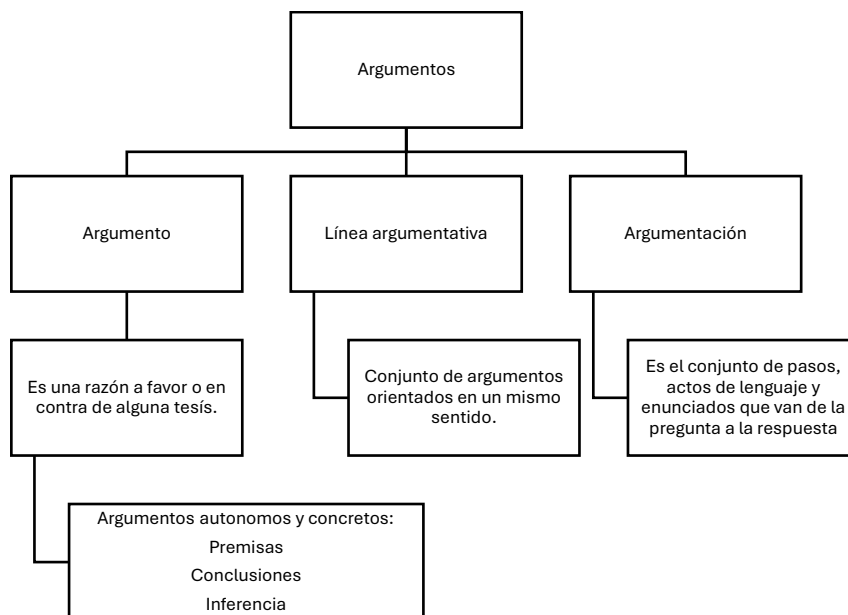 Argumentos
Argumento
Línea argumentativa
Argumentación
Es una razón a favor o en
contra de alguna tesís.
Conjunto de argumentos
orientados en un mismo
sentido.
Es el conjunto de pasos,
actos de lenguaje y
enunciados que van de la
pregunta a la respuesta
Argumentos autonomos y concretos:
Premisas
Conclusiones
Inferencia